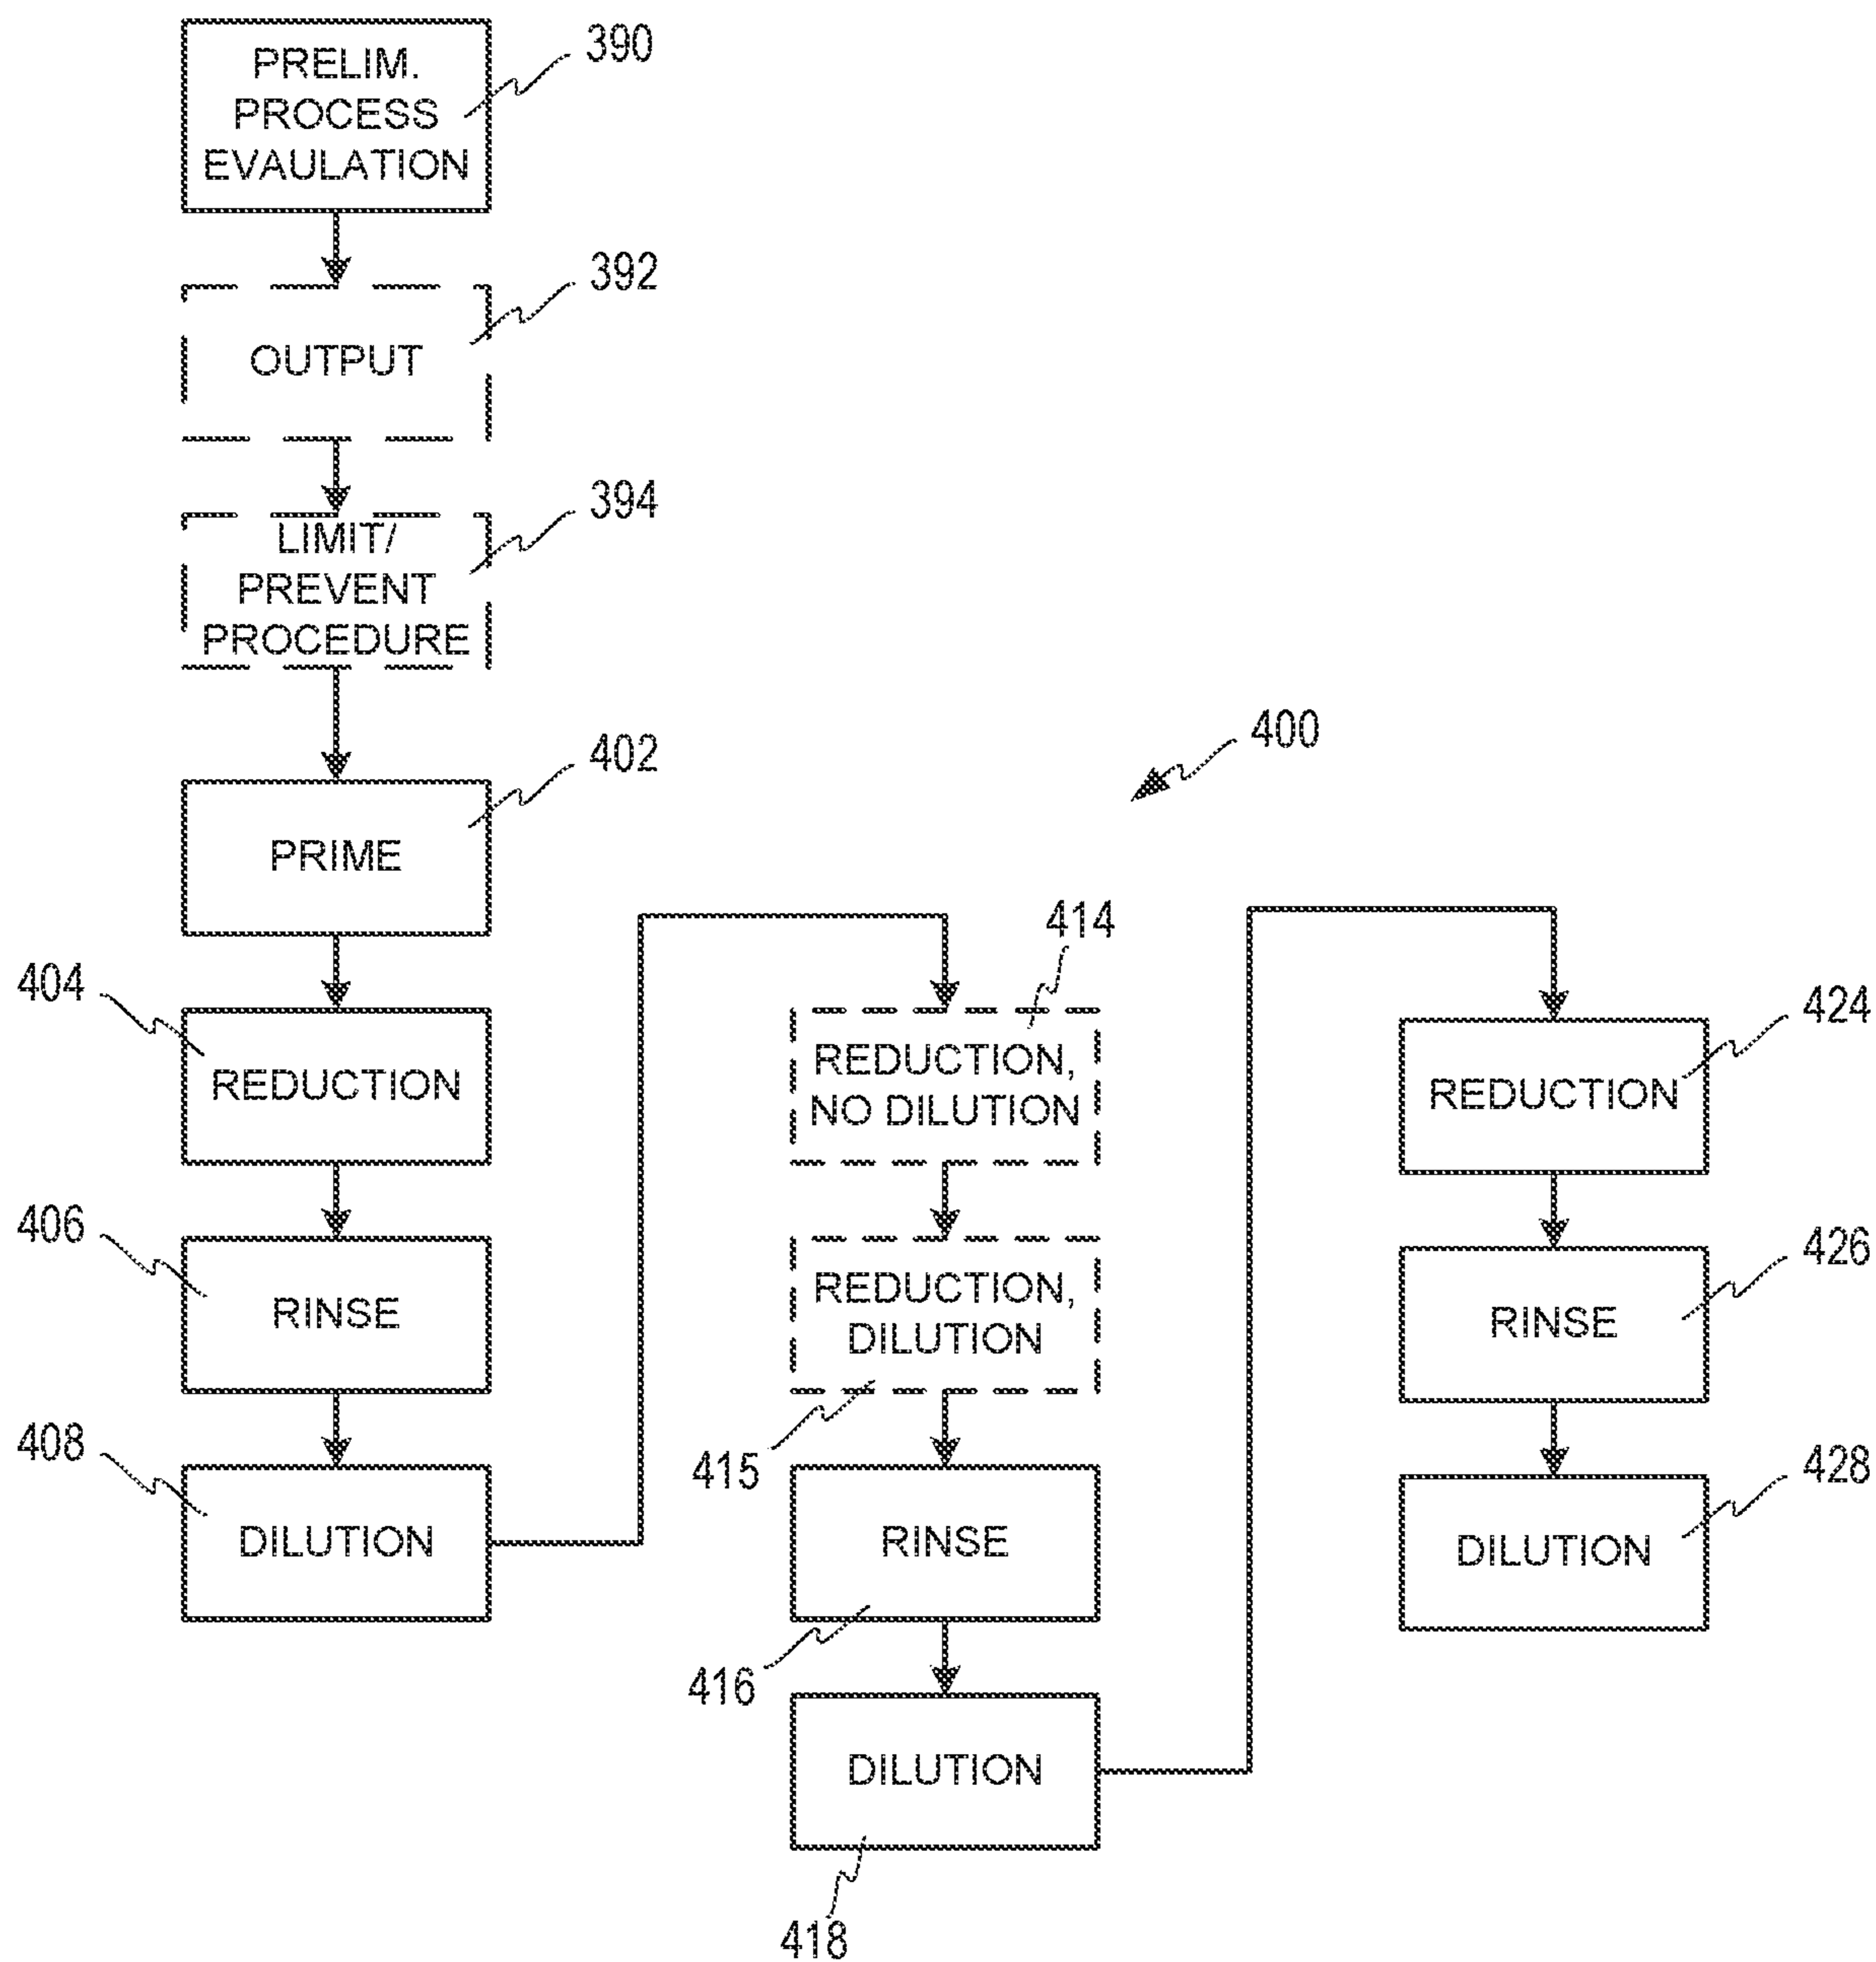 PRELIM.
PROCESS
EVAULATION
390
OUTPUT
392
LIMIT/
PREVENT
PROCEDURE
394
PRIME
402
400
404
REDUCTION
406
RINSE
408
DILUTION
414
REDUCTION,
NO DILUTION
REDUCTION,
DILUTION
415
RINSE
416
DILUTION
418
424
REDUCTION
426
RINSE
428
DILUTION